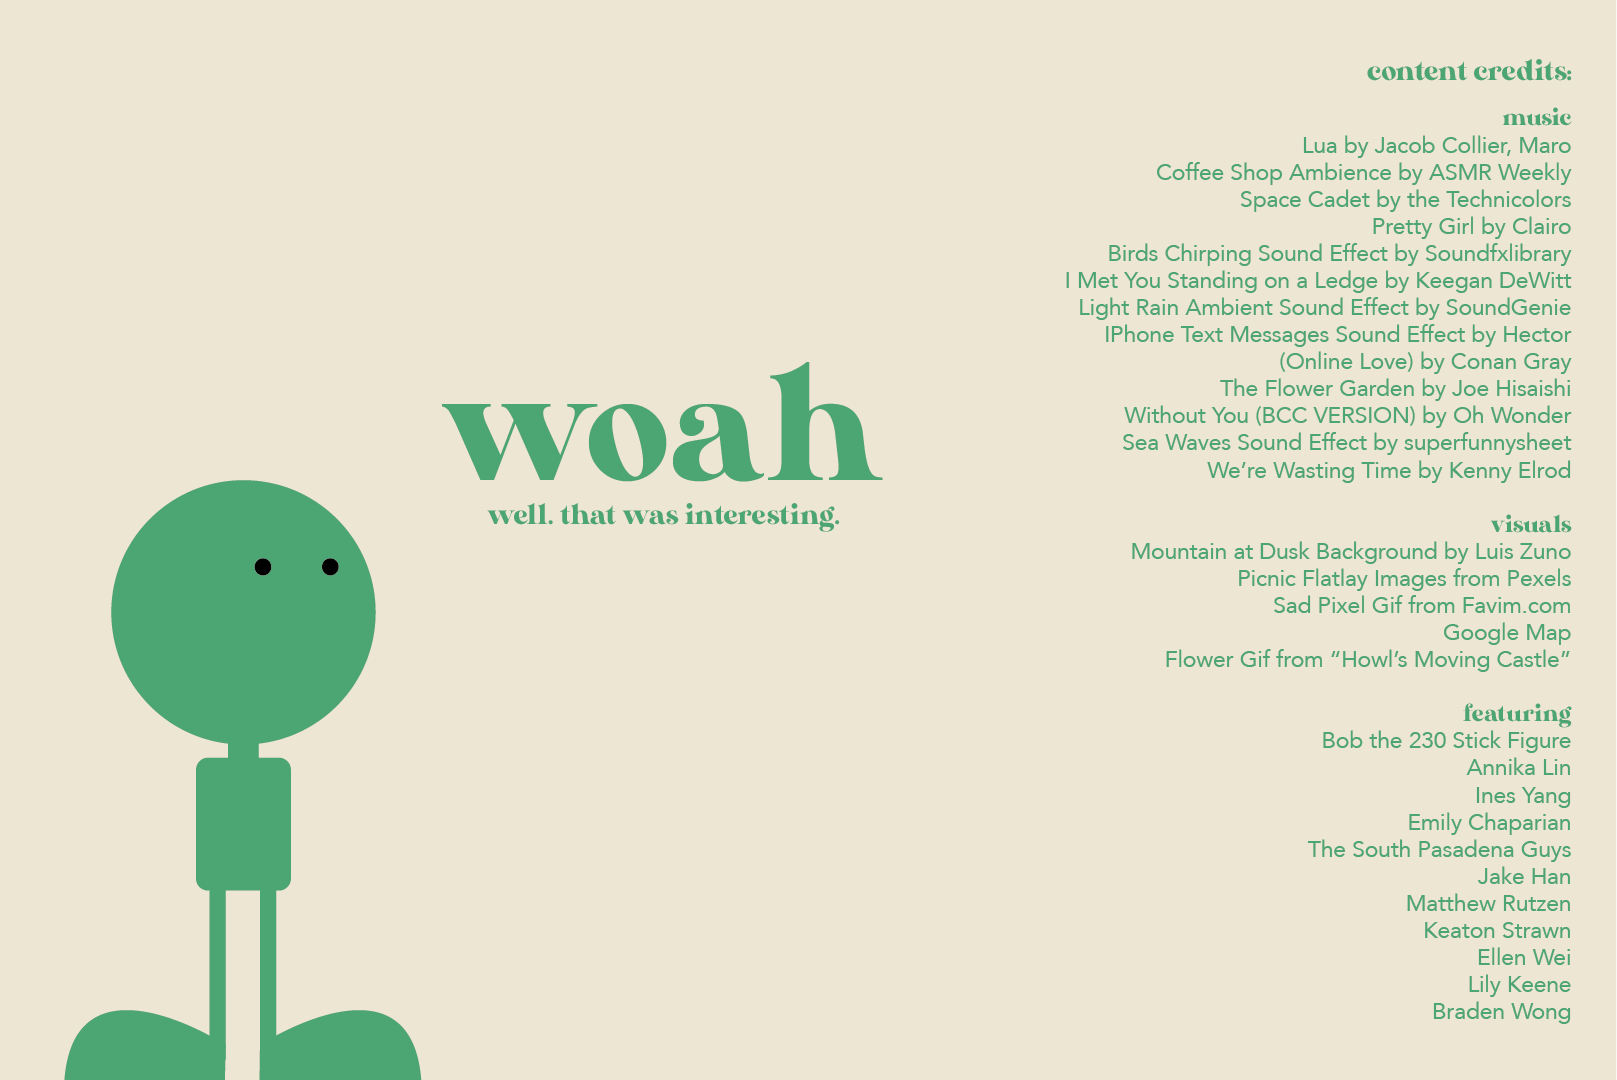 woah
well. that was interesting.
content credits:
music
Lua by Jacob Collier, Maro
Coffee Shop Ambience by ASMR Weekly
Space Cadet by the Technicolors
Pretty Girl by Clairo
Birds Chirping Sound Effect by Soundfxlibrary
I Met You Standing on a Ledge by Keegan DeWitt
Light Rain Ambient Sound Effect by SoundGenie
IPhone Text Messages Sound Effect by Hector
(Online Love) by Conan Gray
The Flower Garden by Joe Hisaishi
Without You (BCC VERSION) by Oh Wonder
Sea Waves Sound Effect by superfunnysheet
We’re Wasting Time by Kenny Elrod
visuals
Mountain at Dusk Background by Luis Zuno
Picnic Flatlay Images from Pexels
Sad Pixel Gif from Favim.com
Google Map
Flower Gif from “Howl’s Moving Castle”
featuring
Bob the 230 Stick Figure
Annika Lin
Ines Yang
Emily Chaparian
The South Pasadena Guys
Jake Han
Matthew Rutzen
Keaton Strawn
Ellen Wei
Lily Keene
Braden Wong